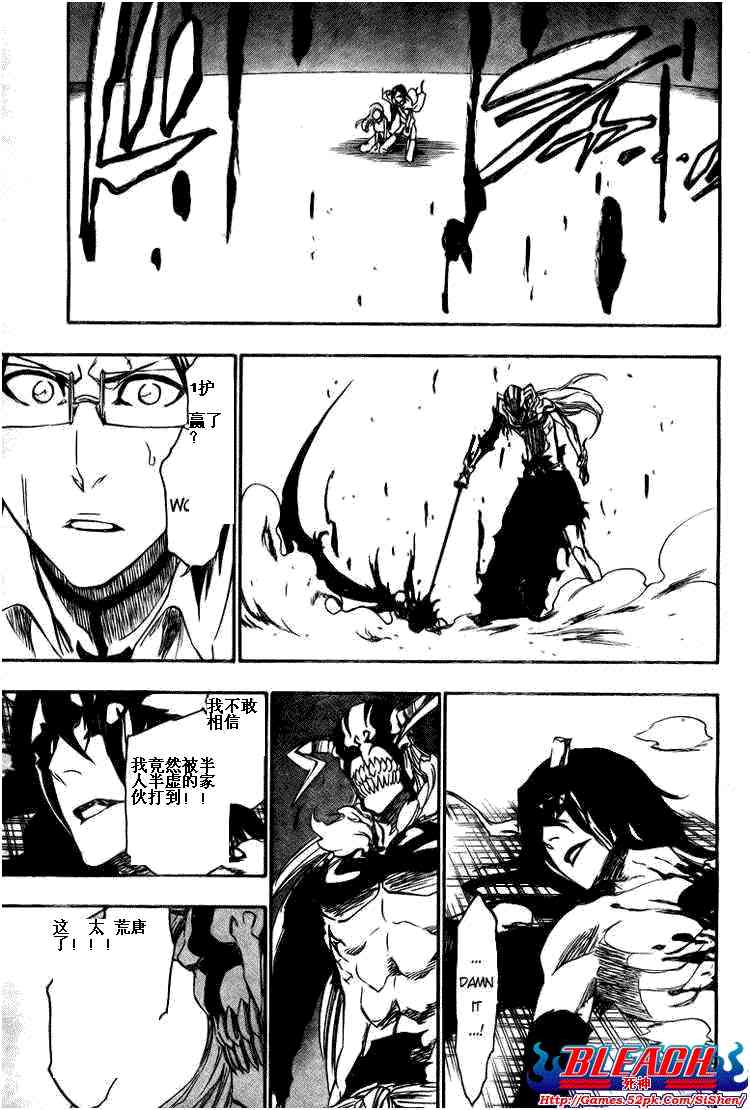 1护
赢了
?
WO
我不敢
相信
我竟然被半
人半虚的家
伙打到!!
...
DAMN
IT
...!
这 太 荒唐
了!!!
BLEACH
死神
Http://Games.52pk.Com/SiShen/